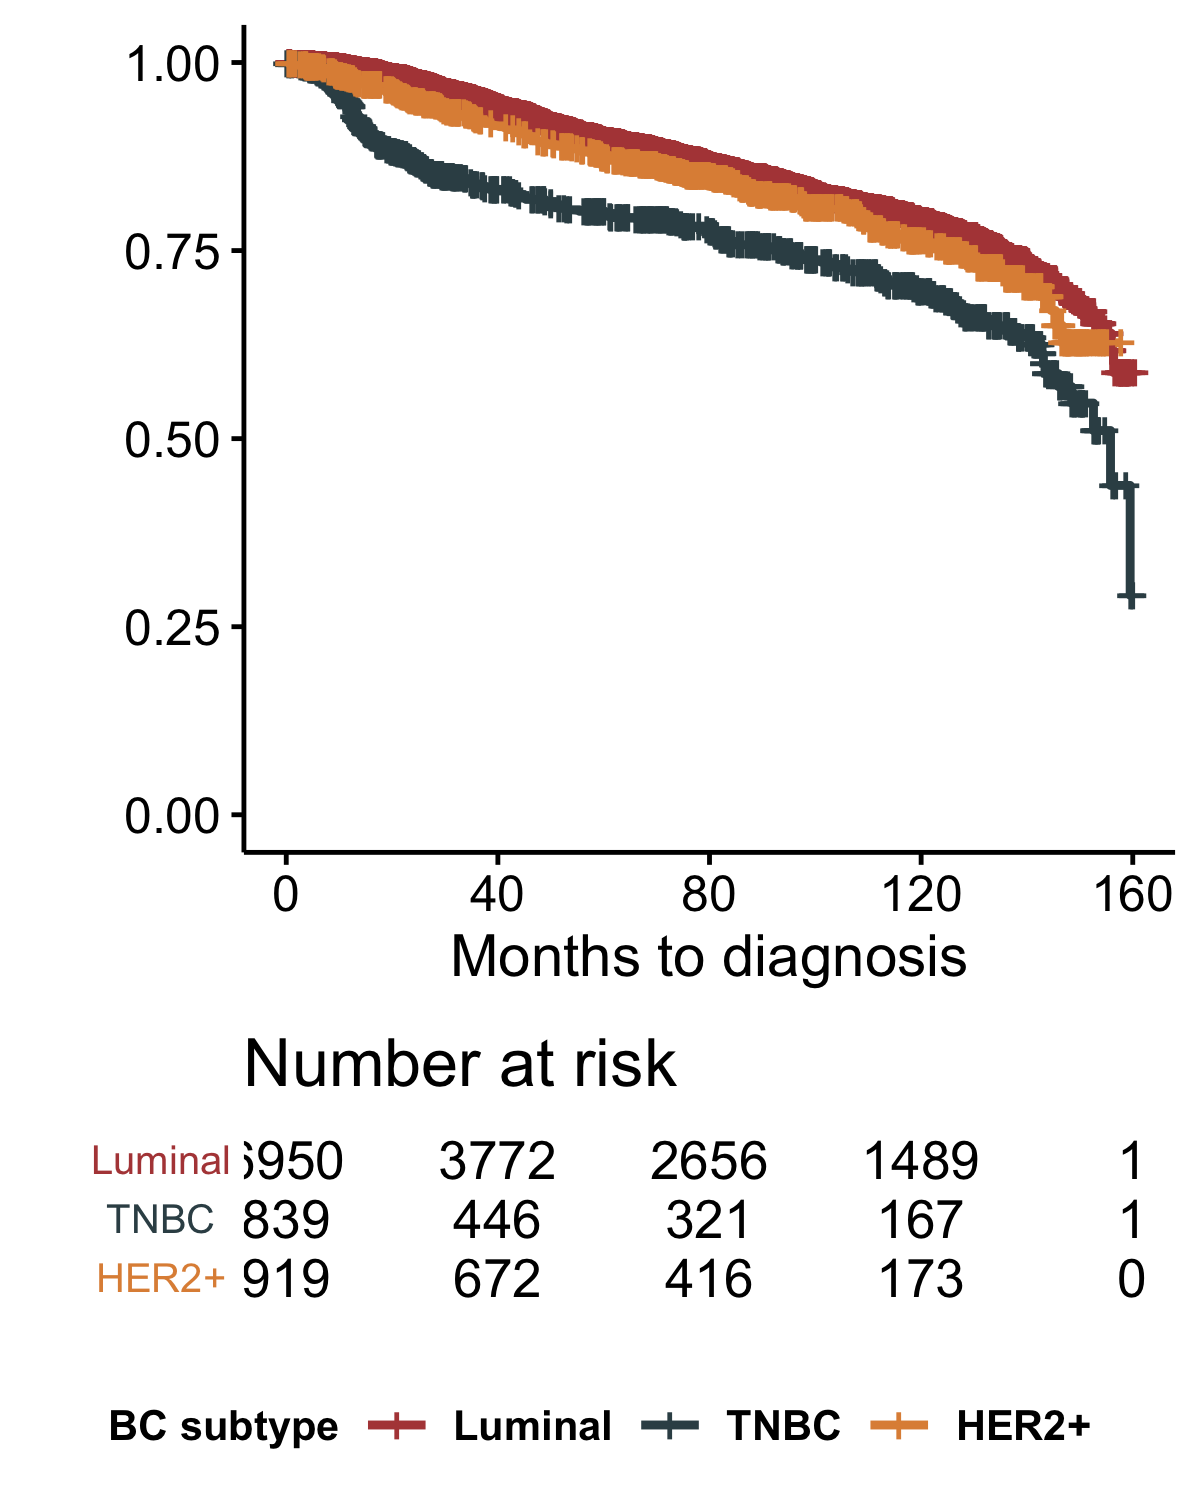 1.00
0.75
0.50
0.25
0.00
0 40 80 120 160
Months to diagnosis
Number at risk
Luminal 3772 2656 1489 1
TNBC 839 446 321 167 1
HER2+ 919 672 416 173 0
BC subtype Luminal TNBC HER2+